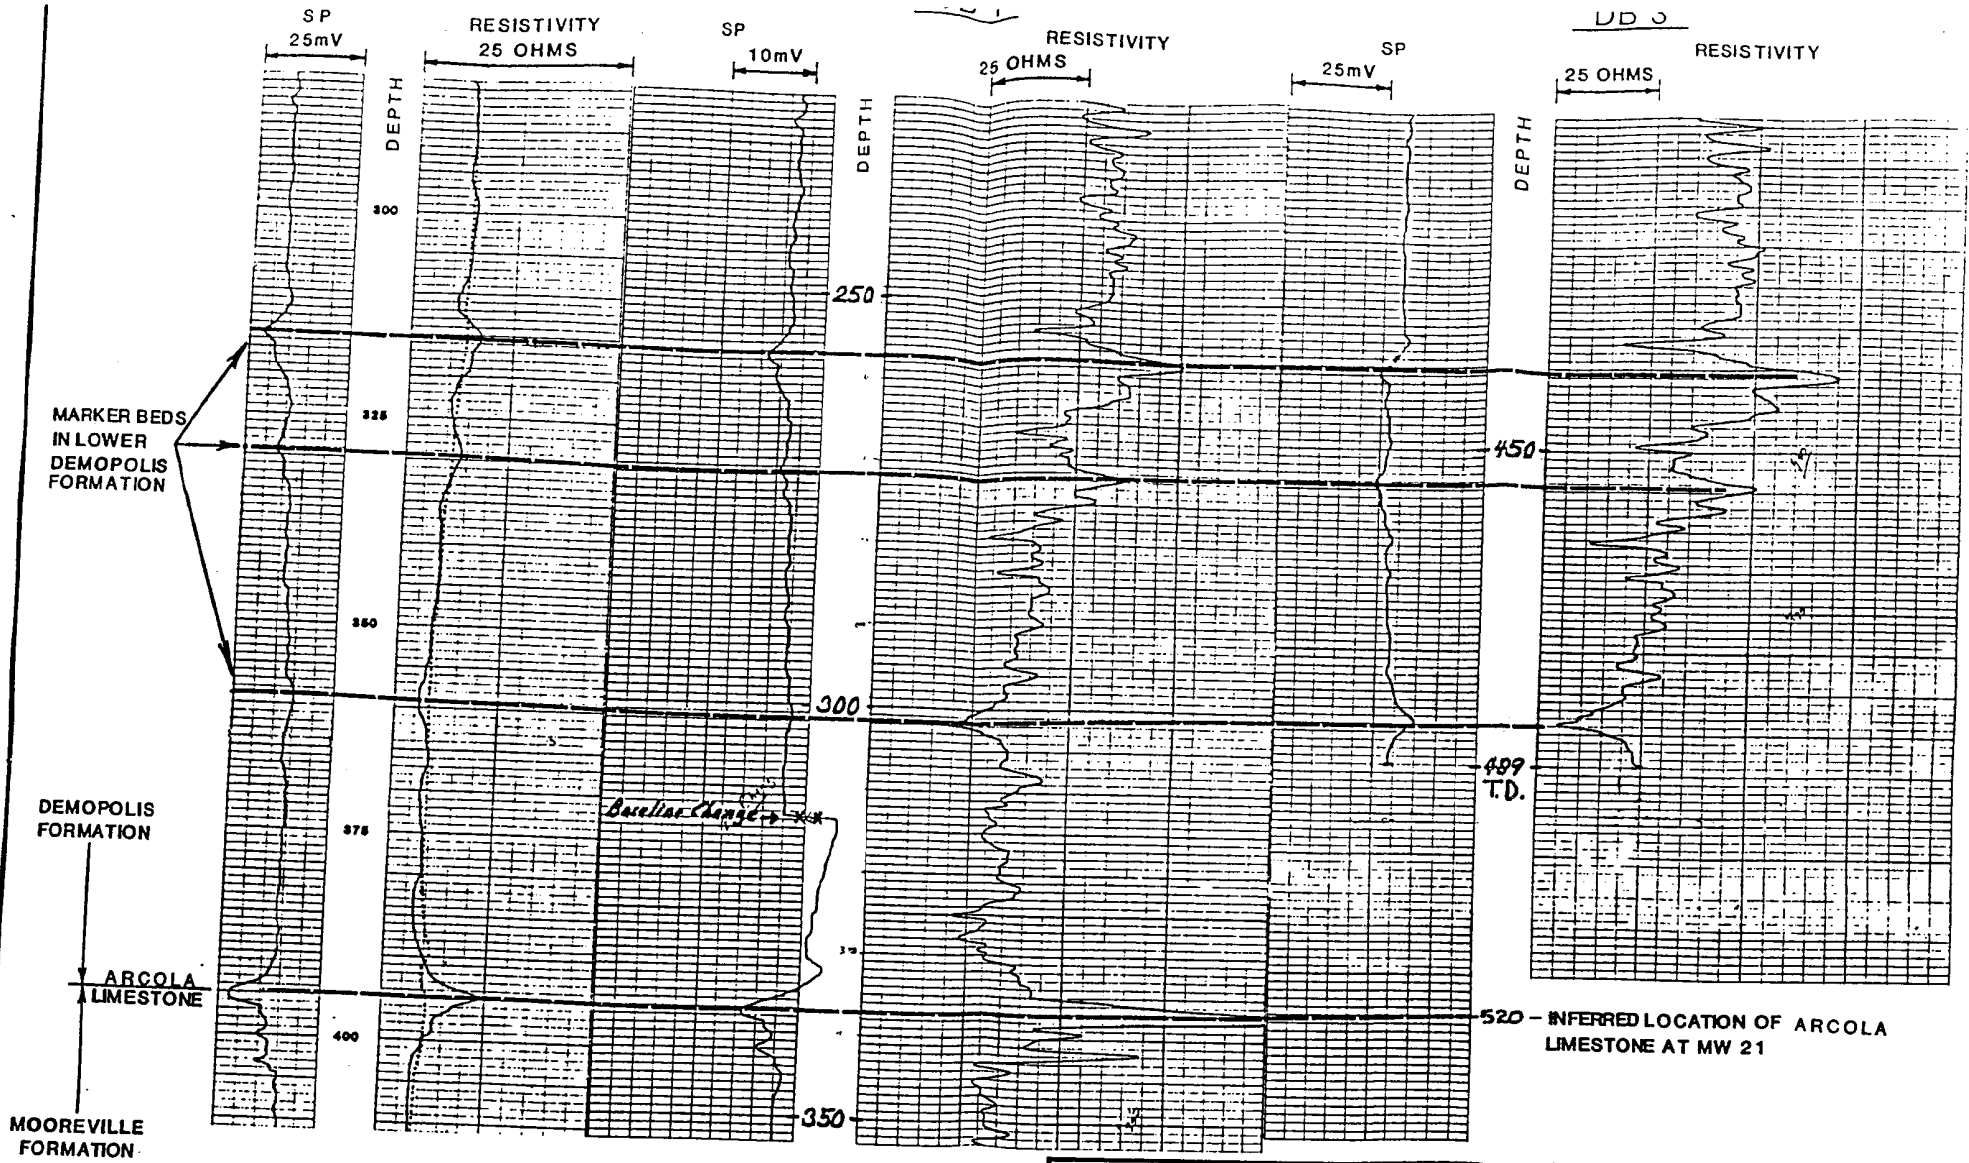 SP
25mV
RESISTIVITY
25 OHMS
DEPTH
SP
10mV
DEPTH
RESISTIVITY
25 OHMS
SP
25mV
DEPTH
DB 3
RESISTIVITY
25 OHMS
300
325
350
375
400
250
300
350
450
489
T.D.
520
MARKER BEDS
IN LOWER
DEMOPOLIS
FORMATION
Baseline Change
DEMOPOLIS
FORMATION
ARCOLA
LIMESTONE
MOOREVILLE
FORMATION
INFERRED LOCATION OF ARCOLA
LIMESTONE AT MW 21